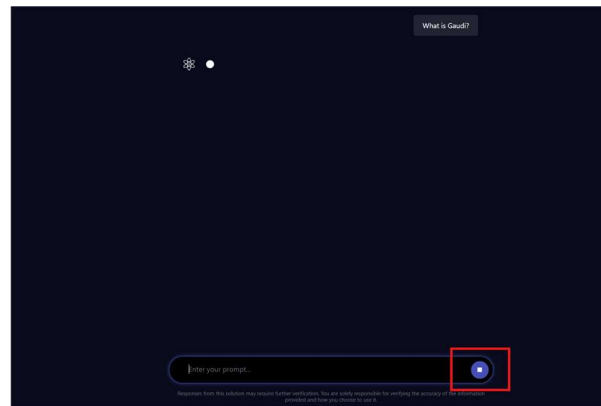 What is Gaudi?
Enter your prompt...
Responses from this solution may require further verification. You are solely responsible for verifying the accuracy of the information
provided and how you choose to use it.